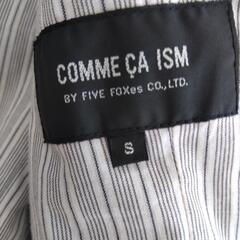 COMME ÇA ISM
BY FIVE FOXes CO.,LTD.
S